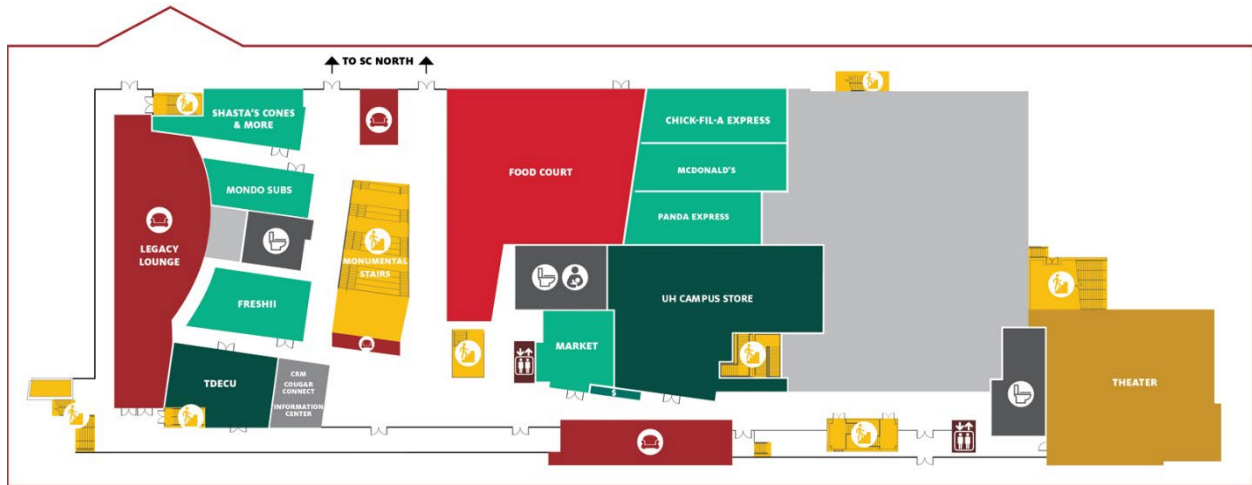 TO SC NORTH
SHASTA'S CONES
& MORE
CHICK-FIL-A EXPRESS
FOOD COURT
MCDONALD'S
MONDO SUBS
PANDA EXPRESS
LEGACY
LOUNGE
MONUMENTAL
STAIRS
FRESHII
UH CAMPUS STORE
MARKET
TDECU
CRM
COUGAR
CONNECT
INFORMATION
CENTER
THEATER
S